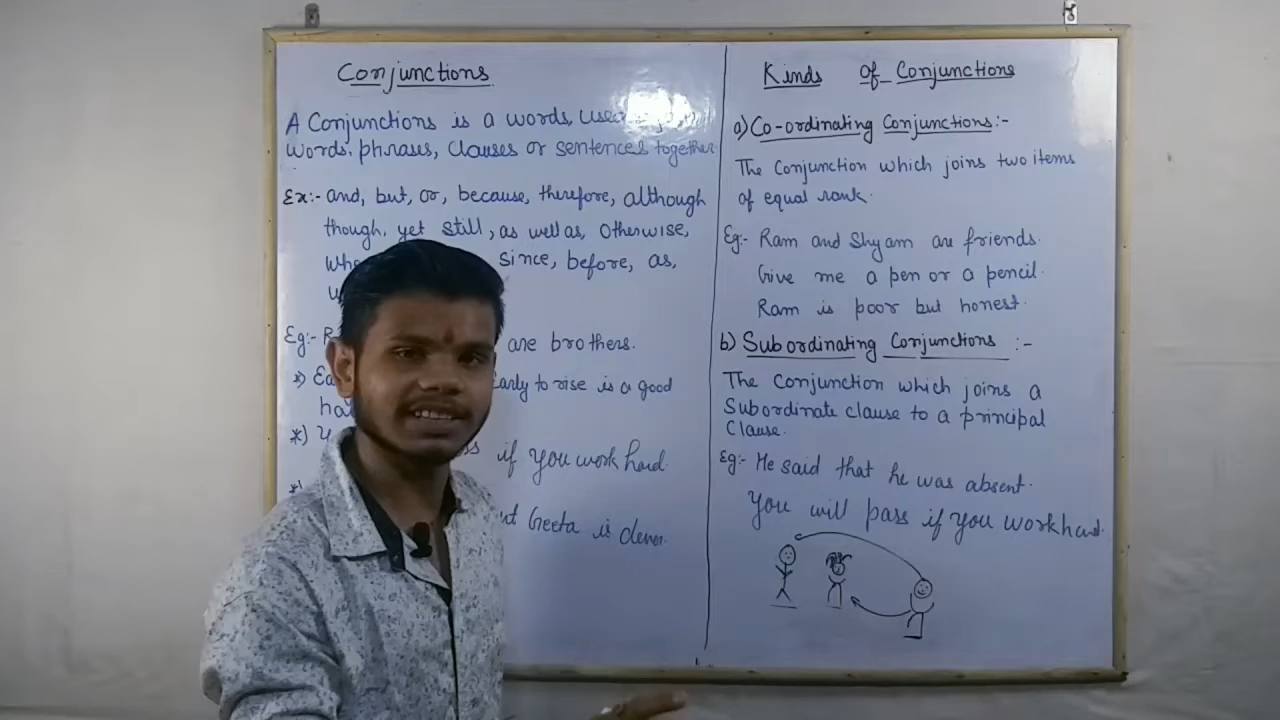 Conjunctions
A Conjunctions is a words, used
words. phrases, clauses or sentences together
Ex:- and, but, or, because, therefore, although
though, yet still, as well as, otherwise,
since, before, as,
Eg:- are brothers.
*) Early to rise is a good
*) if you work hard.
Geeta is clever.
Kinds of Conjunctions
a) Co-ordinating Conjunctions:-
The Conjunction which joins two items
of equal rank.
Eg:- Ram and Shyam are friends.
Give me a pen or a pencil.
Ram is poor but honest.
b) Subordinating Conjunctions :-
The Conjunction which joins a
Subordinate clause to a principal
Clause.
Eg:- He said that he was absent.
You will pass if you work hard.